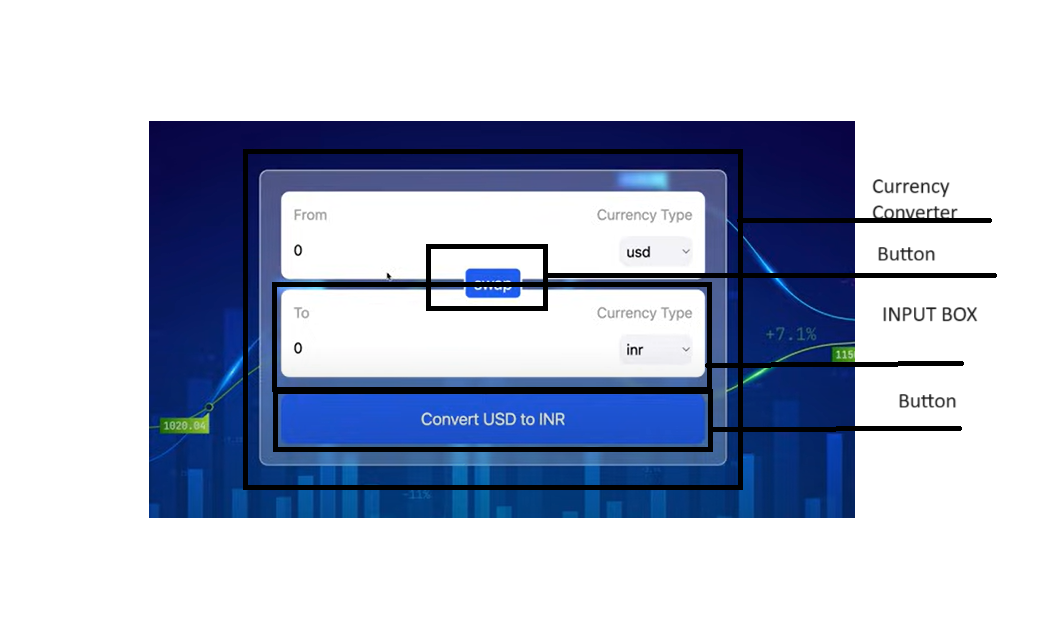 Currency
Converter
From
Currency Type
0
usd
Button
swap
INPUT BOX
To
Currency Type
+7.1%
0
inr
115
Button
1020.04
Convert USD to INR
-11%